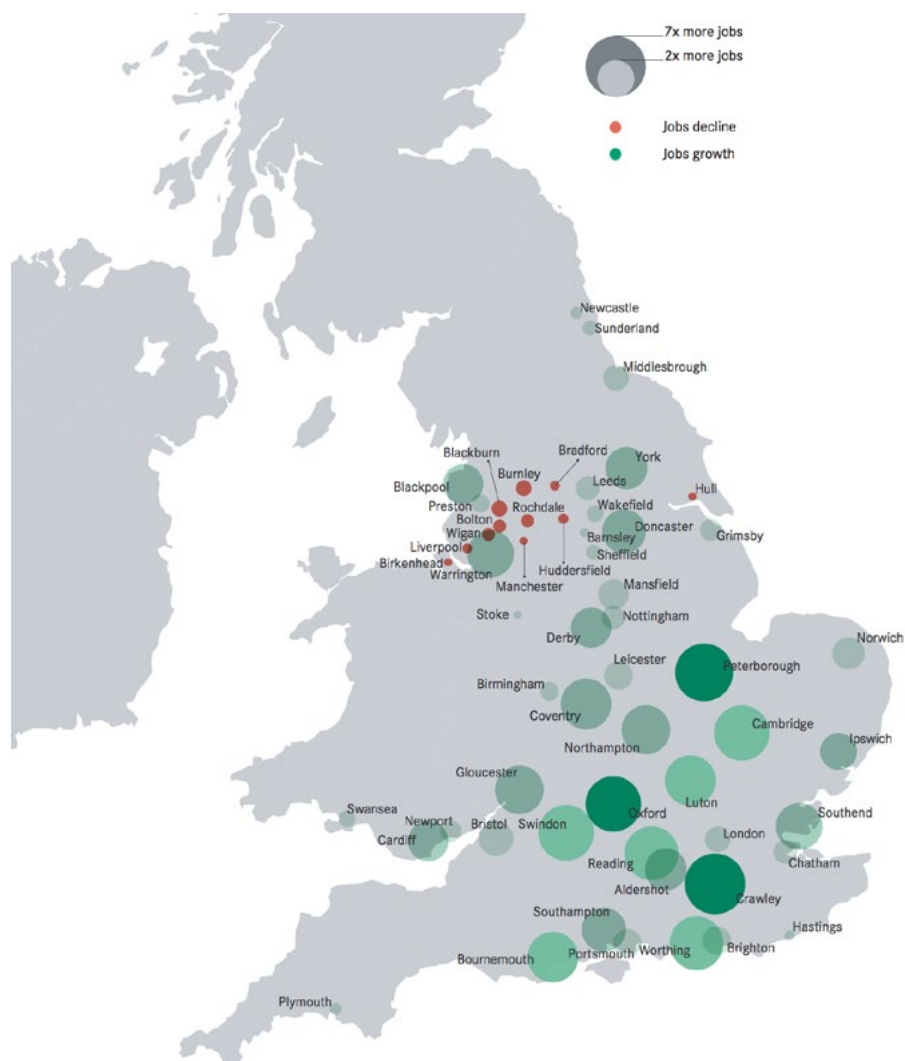 7x more jobs
2x more jobs
Jobs decline
Jobs growth
Newcastle
Sunderland
Middlesbrough
Blackburn
Bradford
York
Burnley
Leeds
Hull
Blackpool
Preston
Rochdale
Wakefield
Doncaster
Bolton
Wigan
Barnsley
Grimsby
Liverpool
Sheffield
Birkenhead
Huddersfield
Warrington
Manchester
Mansfield
Stoke
Nottingham
Derby
Norwich
Leicester
Peterborough
Birmingham
Coventry
Cambridge
Northampton
Ipswich
Gloucester
Luton
Swansea
Newport
Bristol
Swindon
Oxford
Southend
Cardiff
London
Reading
Chatham
Aldershot
Crawley
Southampton
Hastings
Portsmouth
Worthing
Brighton
Bournemouth
Plymouth